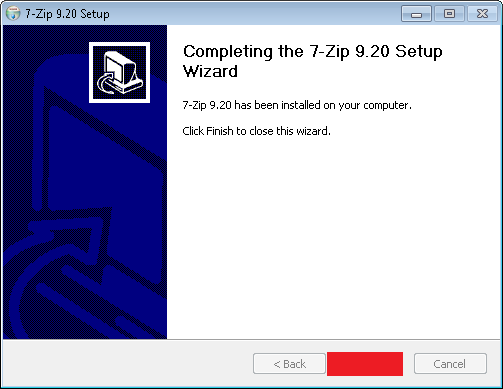 7-Zip 9.20 Setup
Completing the 7-Zip 9.20 Setup
Wizard
7-Zip 9.20 has been installed on your computer.
Click Finish to close this wizard.
< Back
Cancel